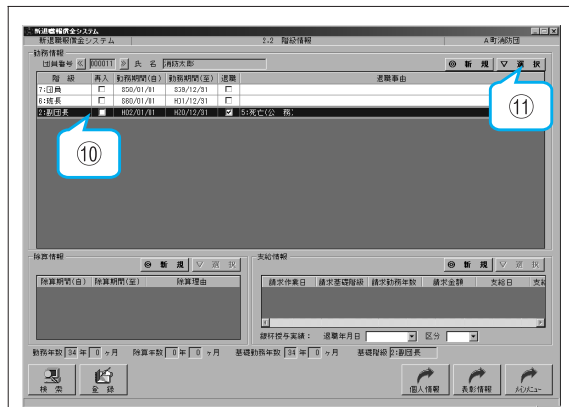 新退職報償金システム
新退職報償金システム 2.2 階級情報 A町消防団
勤務情報
団員番号 000011 氏 名 消防太郎 ◎ 新 規 ▽ 選 択
階 級 再入 勤務期間(自) 勤務期間(至) 退職 退職事由
7:団員 S50/01/01 S59/12/31
6:班長 S60/01/01 H01/12/31
2:副団長 H02/01/01 H20/12/31 5:死亡(公 務)
⑩
⑪
除算情報 ◎ 新 規 ▽ 選 択
除算期間(自) 除算期間(至) 除算理由
支給情報 ◎ 新 規 ▽ 選 択
請求作業日 請求基礎階級 請求勤務年数 請求金額 支給日 支給
銀杯授与実績: 退職年月日 区分
勤務年数 34 年 0 ヶ月 除算年数 0 年 0 ヶ月 基礎勤務年数 34 年 0 ヶ月 基礎階級 2:副団長
検 索 登 録 個人情報 表彰情報 メインメニュー